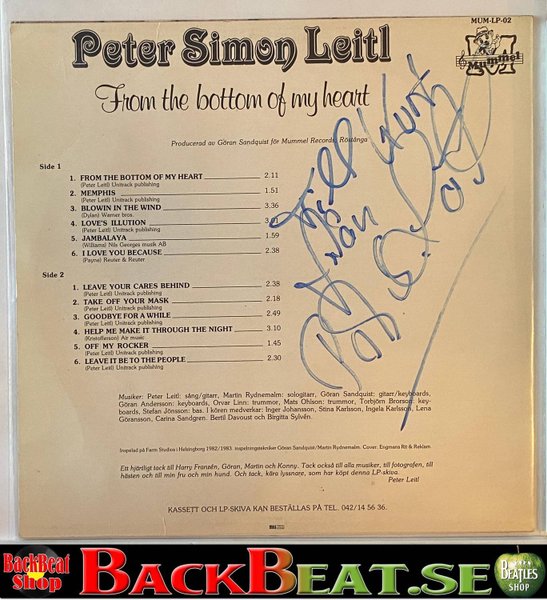 MUM-LP-02
Peter Simon Leitl
Mummel
From the bottom of my heart
Producerad av Göran Sandquist för Mummel Records, Röstånga
Side 1
1. FROM THE BOTTOM OF MY HEART 2.11
(Peter Leitl) Unitrack publishing
2. MEMPHIS 1.51
(Peter Leitl) Unitrack publishing
3. BLOWIN IN THE WIND 3.36
(Dylan) Warner bros.
4. LOVE'S ILLUTION 3.01
(Peter Leitl) Unitrack publishing
5. JAMBALAYA 1.59
(Williams) Nils Georges musik AB
6. I LOVE YOU BECAUSE 2.38
(Payne) Reuter & Reuter
Side 2
1. LEAVE YOUR CARES BEHIND 2.38
(Peter Leitl) Unitrack publishing
2. TAKE OFF YOUR MASK 2.18
(Peter Leitl) Unitrack publishing
3. GOODBYE FOR A WHILE 2.49
(Peter Leitl) Unitrack publishing
4. HELP ME MAKE IT THROUGH THE NIGHT 3.10
(Kristofferson) Air music
5. OFF MY ROCKER 1.45
(Peter Leitl) Unitrack publishing
6. LEAVE IT BE TO THE PEOPLE 2.30
(Peter Leitl) Unitrack publishing
Till Kurt
Från
Musiker: Peter Leitl: sång/gitarr, Martin Rydnemalm: sologitarr, Göran Sandquist: gitarr/keyboards,
Göran Andersson: keyboards, Orvar Linn: trummor, Mats Ohlson: trummor, Torbjörn Brorson: key-
boards, Stefan Jönsson: bas. I kören medverkar: Inger Johansson, Stina Karlsson, Ingela Karlsson, Lena
Göransson, Carina Sandgren. Bertil Davoust och Birgitta Sylvén.
Inspelad på Farm Studios i Helsingborg 1982/1983. inspelningstekniker Göran Sandquist/Martin Rydnemalm. Cover. Engmans Rit & Reklam.
Ett hjärtligt tack till Harry Fransén, Göran, Martin och Konny. Tack också till alla musiker, till fotografen, till
hästen och till min fru och min hund. Och tack, kära lyssnare, som har köpt denna LP-skiva.
Peter Leitl
KASSETT OCH LP-SKIVA KAN BESTÄLLAS PÅ TEL. 042/14 56 36.
BackBeat
Shop
BACKBEAT.SE
BEATLES
SHOP